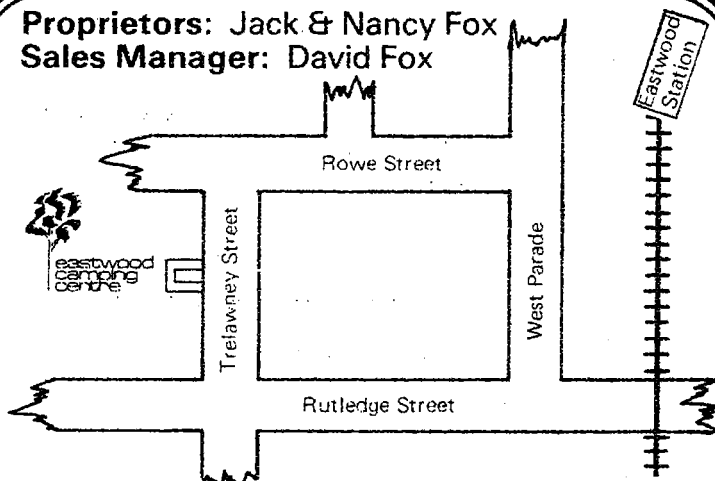 Proprietors: Jack & Nancy Fox
Sales Manager: David Fox
Eastwood
Station
Rowe Street
eastwood
camping
centre
Trelawney Street
West Parade
Rutledge Street